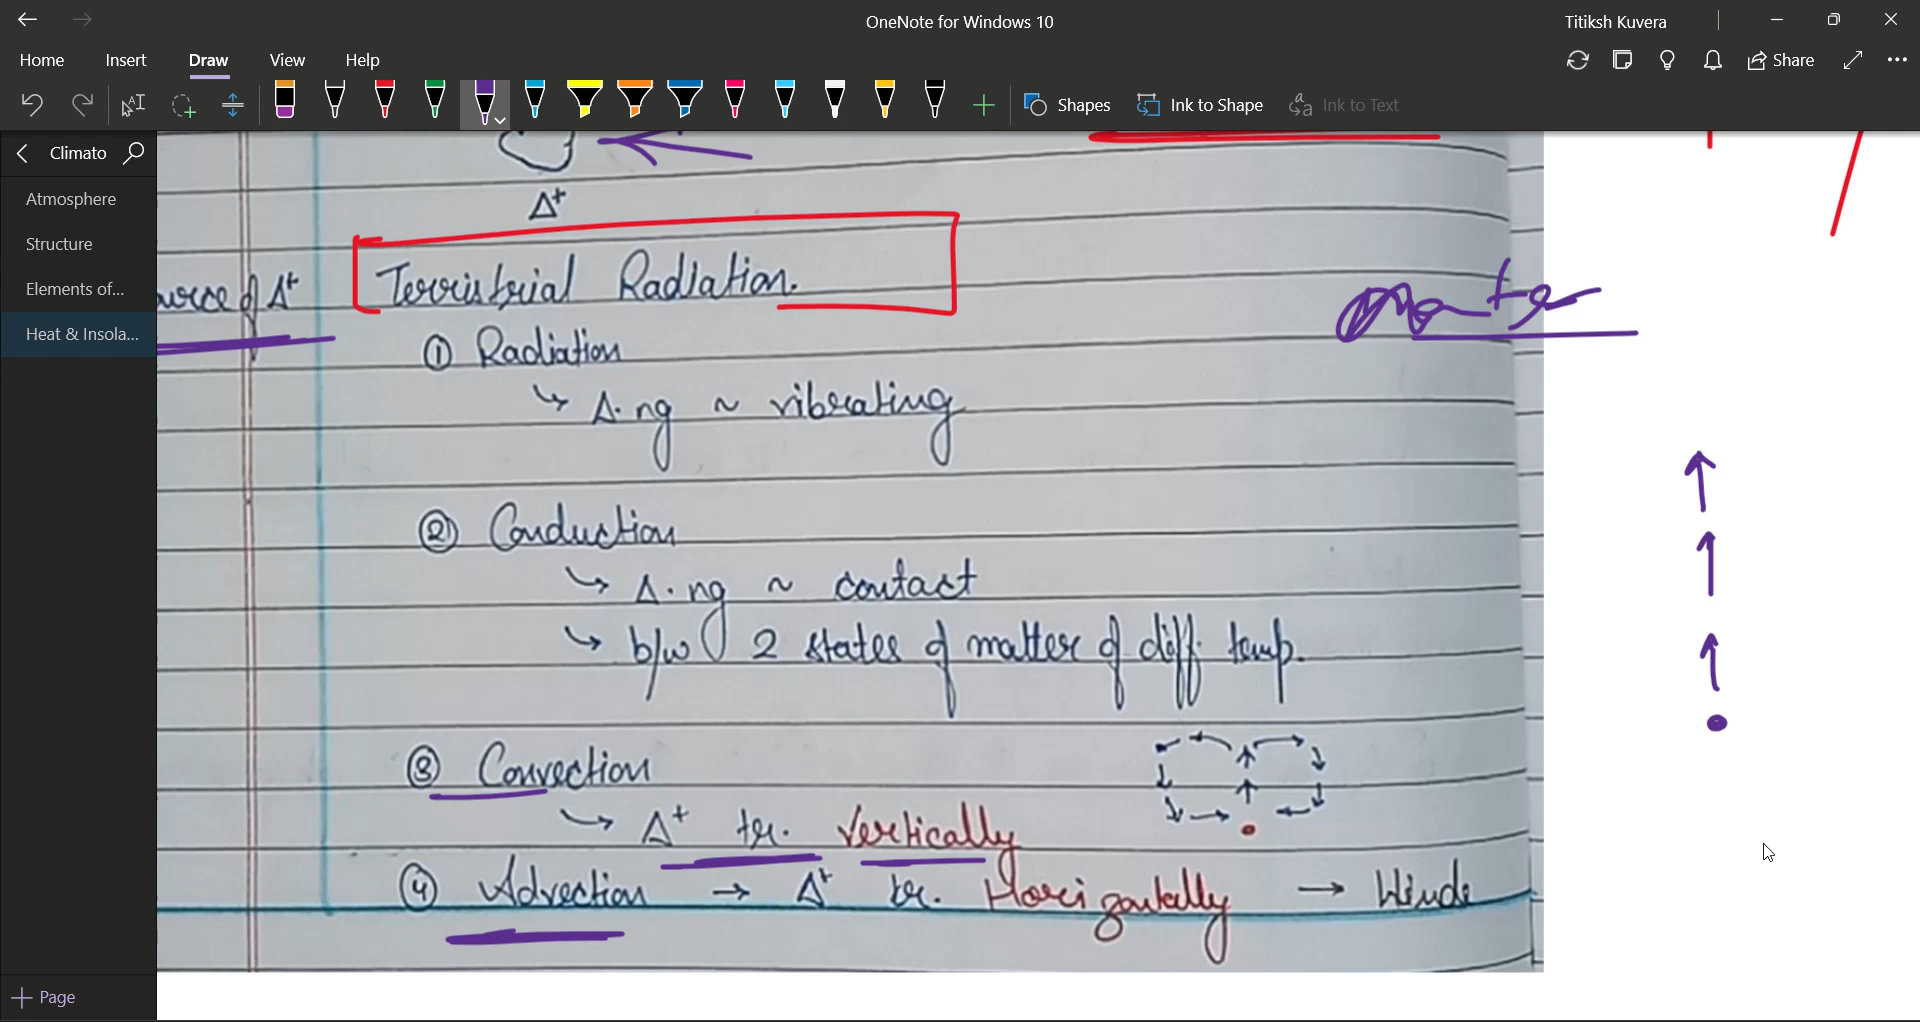 OneNote for Windows 10
Titiksh Kuvera
Home Insert Draw View Help
Share
Shapes Ink to Shape Ink to Text
Climato
Atmosphere
Structure
Elements of...
Heat & Insola...
Page
Δ⁺
of Δ⁺
Terristrial Radiation.
① Radiation
↳ Δ·ng ~ vibrating
② Conduction
↳ Δ·ng ~ contact
↳ b/w 2 states of matter of diff. temp.
③ Convection
↳ Δ⁺ tr. Vertically
④ Advection → Δ⁺ tr. Horizontally → Winds